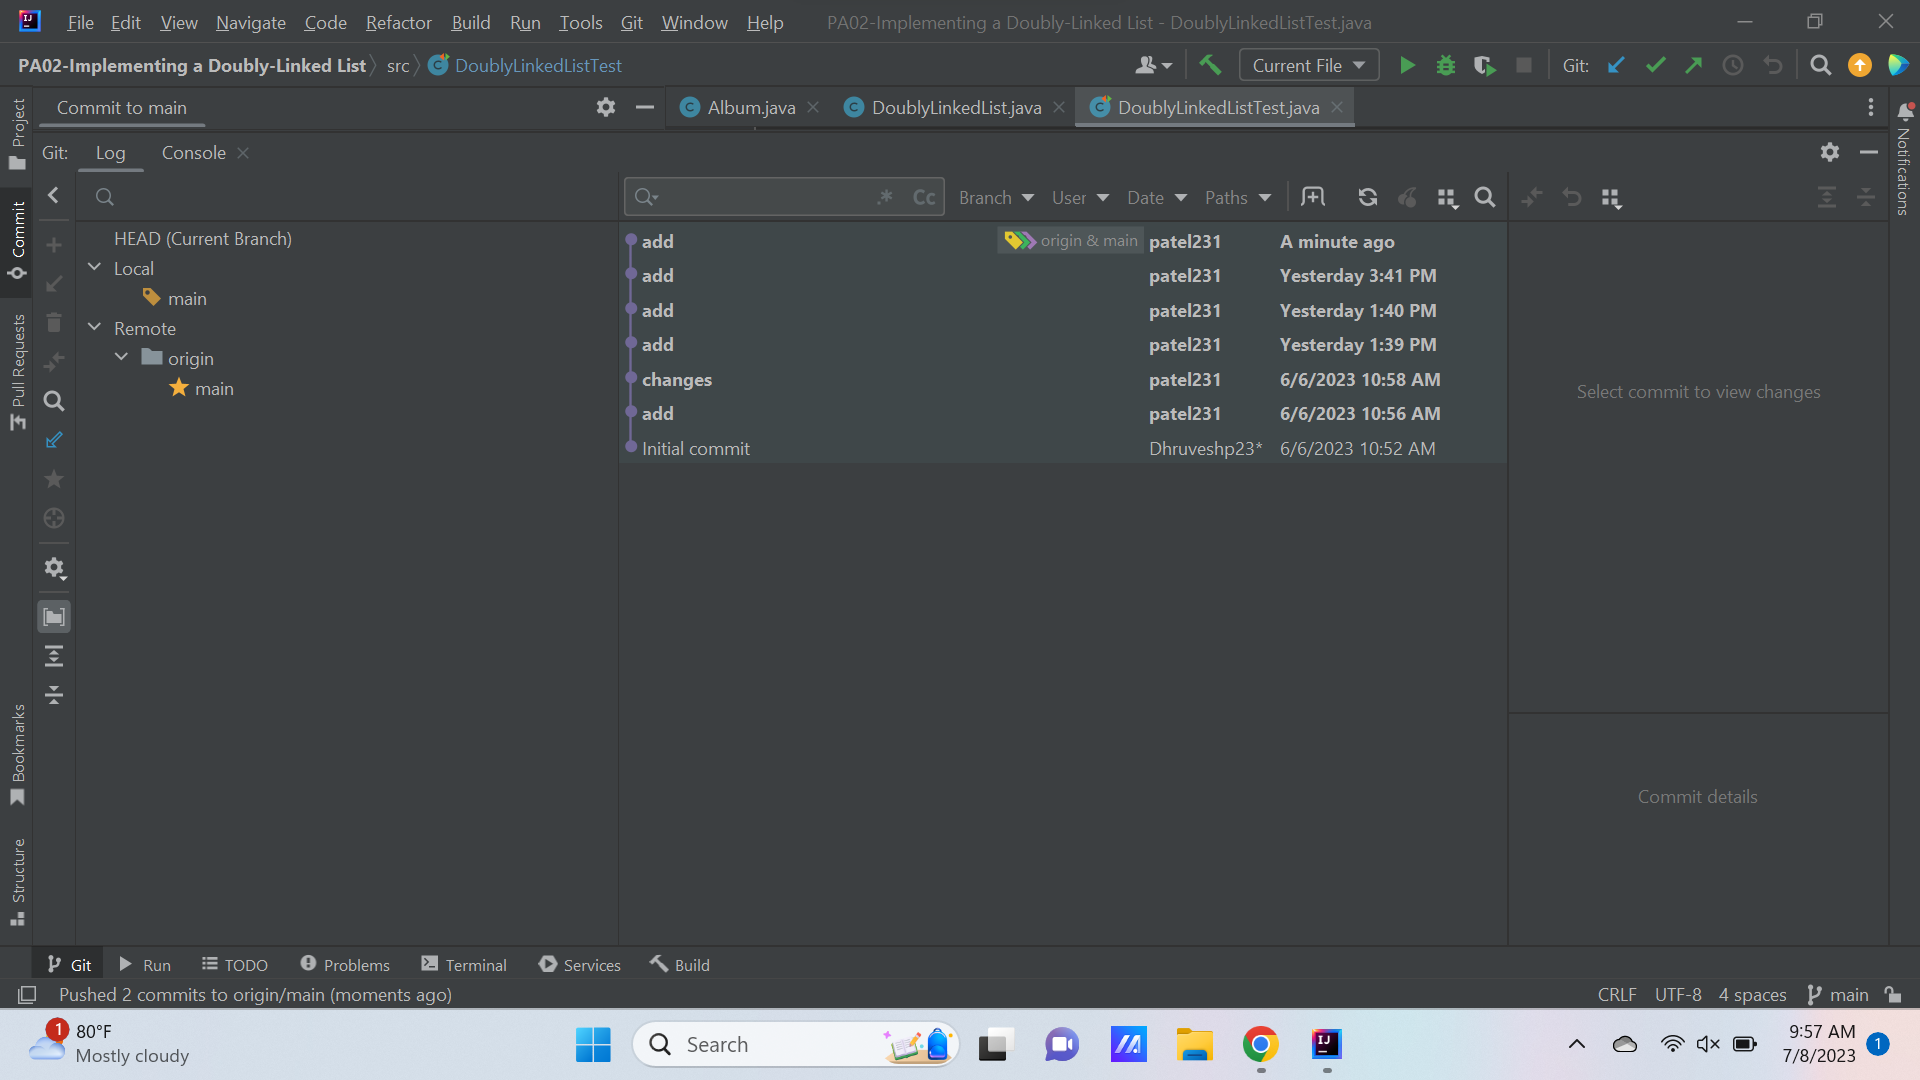 File Edit View Navigate Code Refactor Build Run Tools Git Window Help PA02-Implementing a Doubly-Linked List - DoublyLinkedListTest.java
PA02-Implementing a Doubly-Linked List src DoublyLinkedListTest Current File Git:
Commit to main Album.java DoublyLinkedList.java DoublyLinkedListTest.java
Git: Log Console
.* Cc Branch User Date Paths
HEAD (Current Branch)
Local
main
Remote
origin
main
add origin & main patel231 A minute ago
add patel231 Yesterday 3:41 PM
add patel231 Yesterday 1:40 PM
add patel231 Yesterday 1:39 PM
changes patel231 6/6/2023 10:58 AM
add patel231 6/6/2023 10:56 AM
Initial commit Dhruveshp23* 6/6/2023 10:52 AM
Select commit to view changes
Commit details
Project
Commit
Pull Requests
Bookmarks
Structure
Notifications
Git Run TODO Problems Terminal Services Build
Pushed 2 commits to origin/main (moments ago) CRLF UTF-8 4 spaces main
1 80°F
Mostly cloudy
Search
IJ
9:57 AM
7/8/2023
1